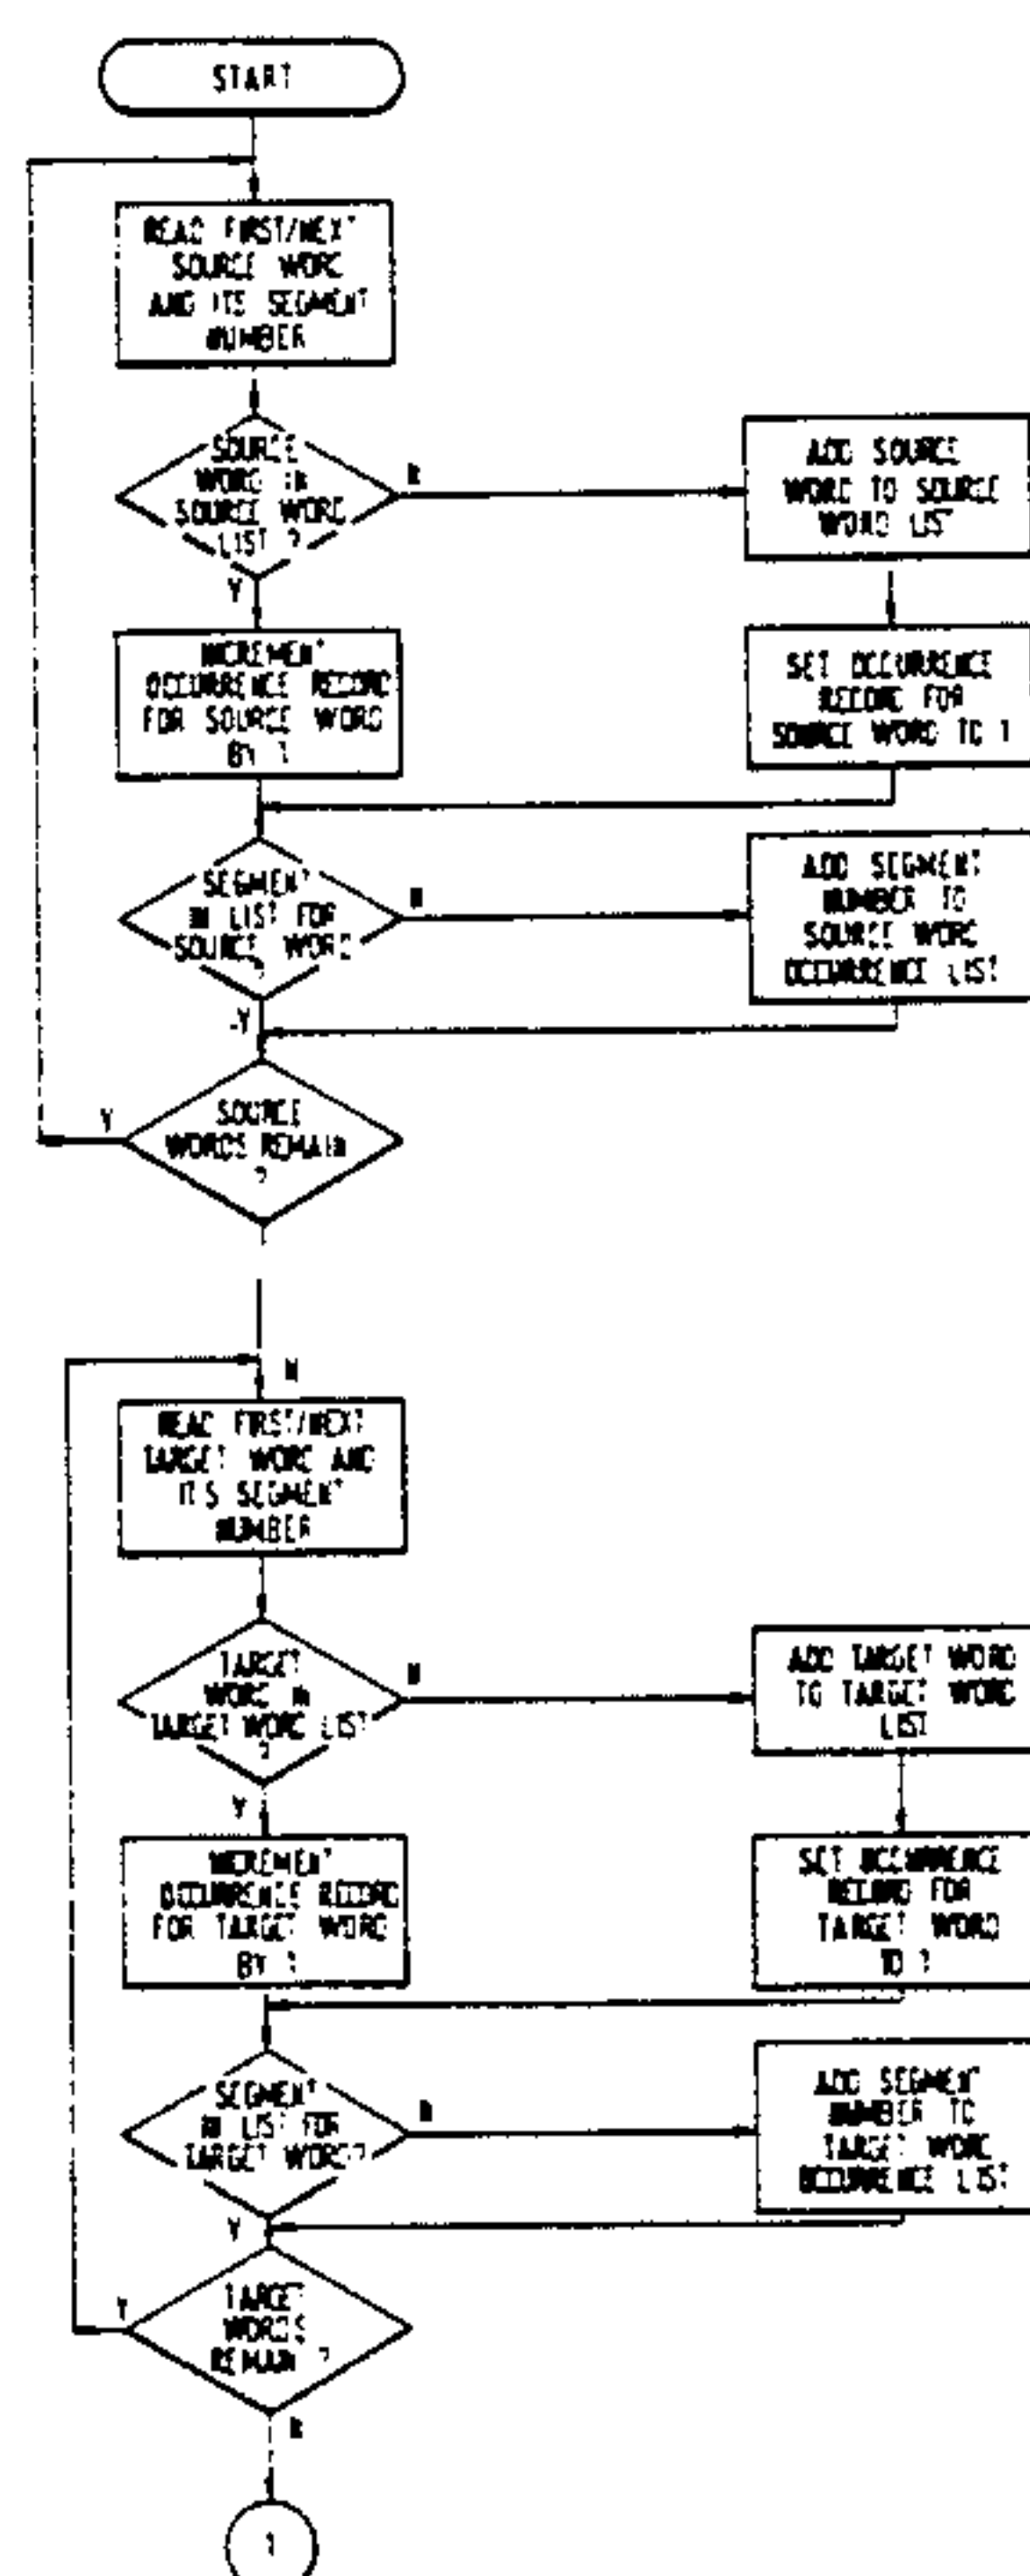 START
READ FIRST/NEXT
SOURCE WORD
AND ITS SEGMENT
NUMBER
SOURCE
WORD IN
SOURCE WORD
LIST ?
N
Y
ADD SOURCE
WORD TO SOURCE
WORD LIST
INCREMENT
OCCURRENCE RECORD
FOR SOURCE WORD
BY 1
SET OCCURRENCE
RECORD FOR
SOURCE WORD TO 1
SEGMENT
IN LIST FOR
SOURCE WORD
?
N
Y
ADD SEGMENT
NUMBER TO
SOURCE WORD
OCCURRENCE LIST
SOURCE
WORDS REMAIN
?
Y
N
READ FIRST/NEXT
TARGET WORD AND
ITS SEGMENT
NUMBER
TARGET
WORD IN
TARGET WORD LIST
?
N
Y
ADD TARGET WORD
TO TARGET WORD
LIST
INCREMENT
OCCURRENCE RECORD
FOR TARGET WORD
BY 1
SET OCCURRENCE
RECORD FOR
TARGET WORD
TO 1
SEGMENT
IN LIST FOR
TARGET WORD?
N
Y
ADD SEGMENT
NUMBER TO
TARGET WORD
OCCURRENCE LIST
TARGET
WORDS
REMAIN ?
Y
N
1